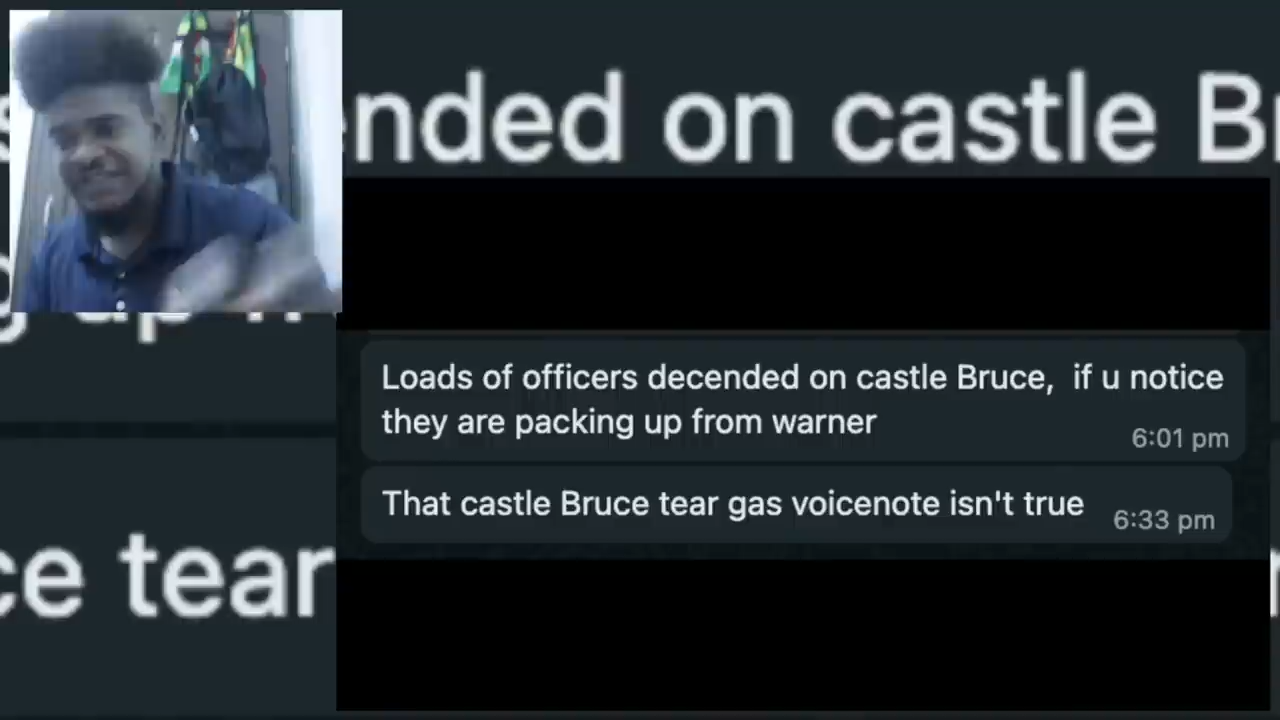 ended on castle B
Loads of officers decended on castle Bruce,  if u notice
they are packing up from warner
6:01 pm
That castle Bruce tear gas voicenote isn't true
6:33 pm
ce tear